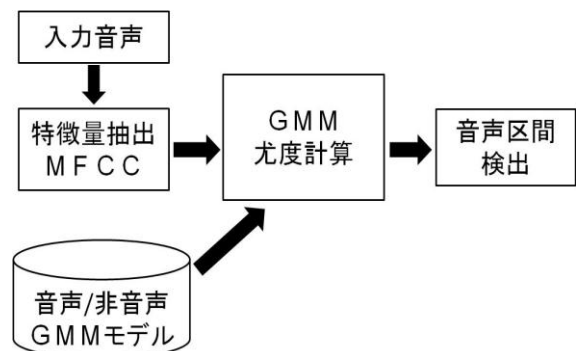 入力音声
特徴量抽出
ＭＦＣＣ
ＧＭＭ
尤度計算
音声区間
検出
音声/非音声
ＧＭＭモデル